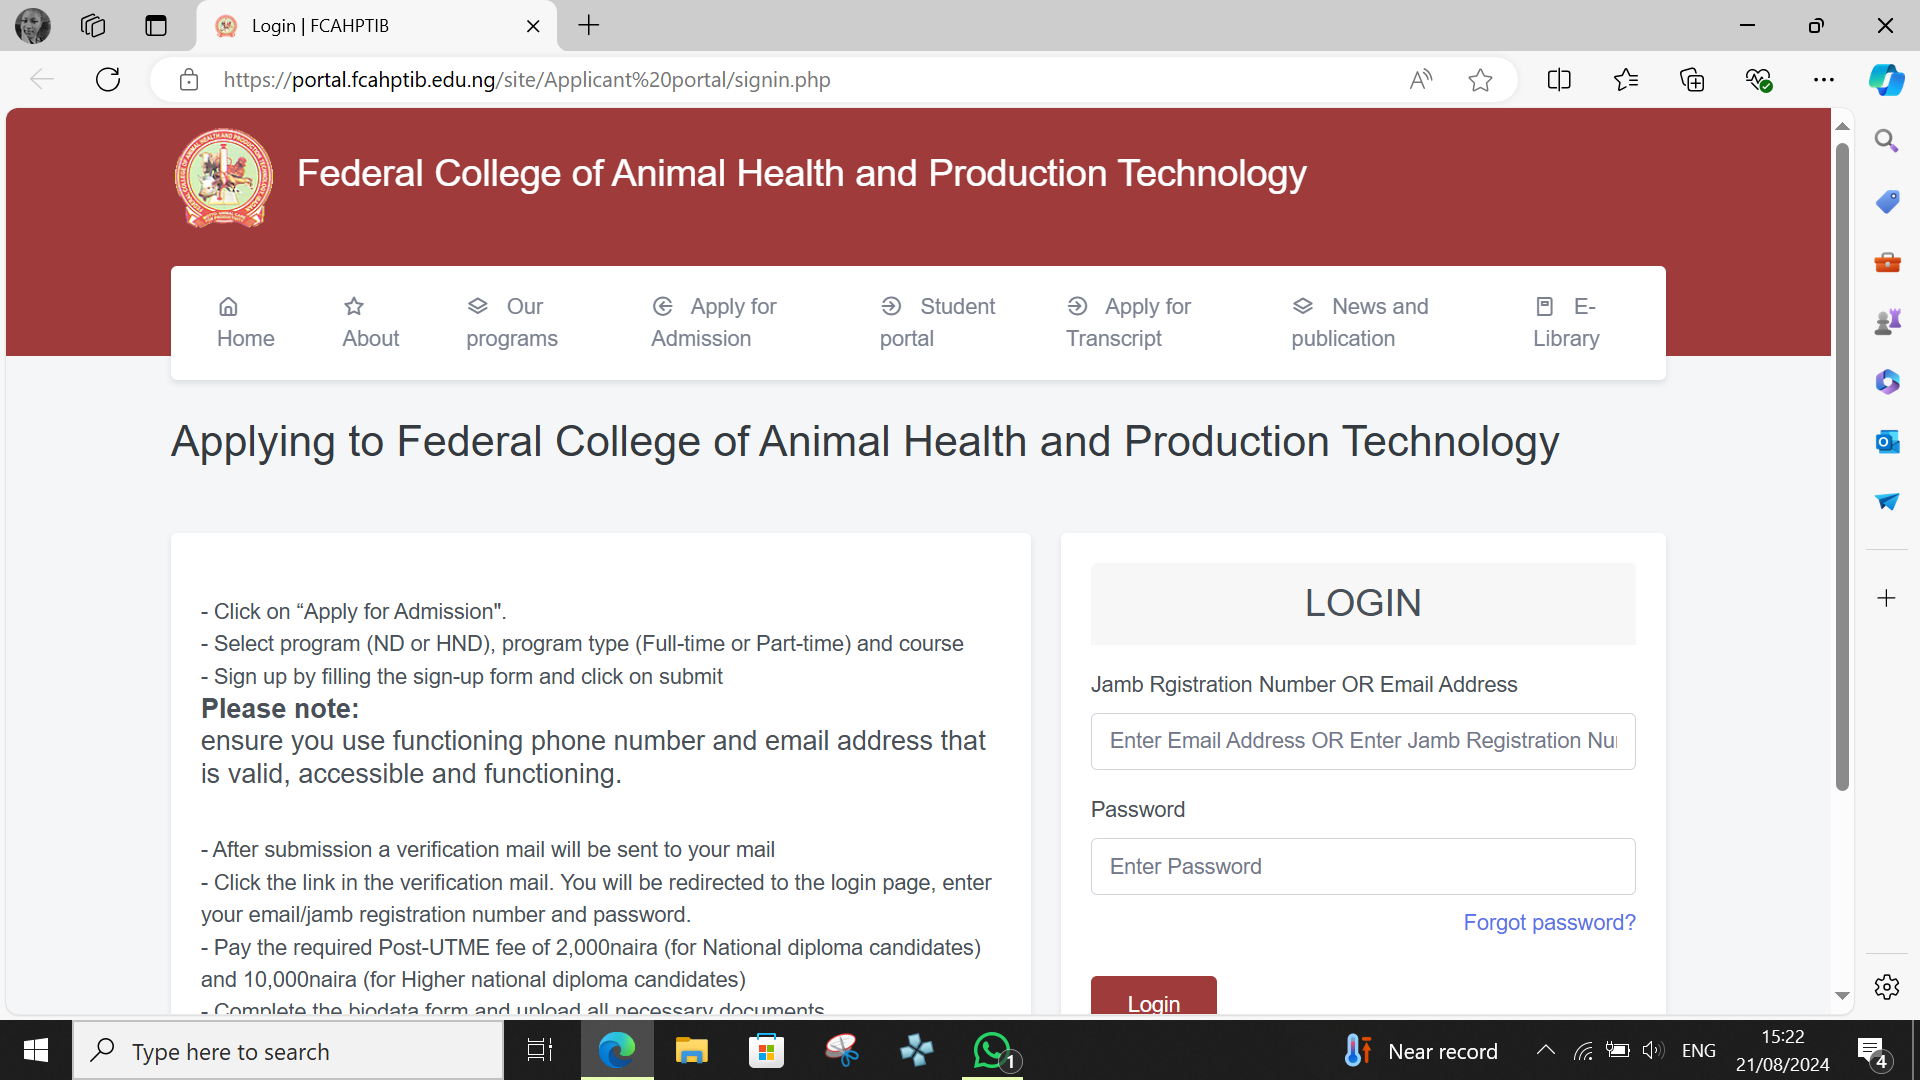 Login | FCAHPTIB
https://portal.fcahptib.edu.ng/site/Applicant%20portal/signin.php
Federal College of Animal Health and Production Technology
Home
About
Our programs
Apply for Admission
Student portal
Apply for Transcript
News and publication
E-Library
Applying to Federal College of Animal Health and Production Technology
- Click on “Apply for Admission".
- Select program (ND or HND), program type (Full-time or Part-time) and course
- Sign up by filling the sign-up form and click on submit
Please note:
ensure you use functioning phone number and email address that
is valid, accessible and functioning.
- After submission a verification mail will be sent to your mail
- Click the link in the verification mail. You will be redirected to the login page, enter
your email/jamb registration number and password.
- Pay the required Post-UTME fee of 2,000naira (for National diploma candidates)
and 10,000naira (for Higher national diploma candidates)
- Complete the biodata form and upload all necessary documents
LOGIN
Jamb Rgistration Number OR Email Address
Enter Email Address OR Enter Jamb Registration Nu
Password
Enter Password
Forgot password?
Login
Type here to search
1
Near record
ENG
15:22
21/08/2024
4